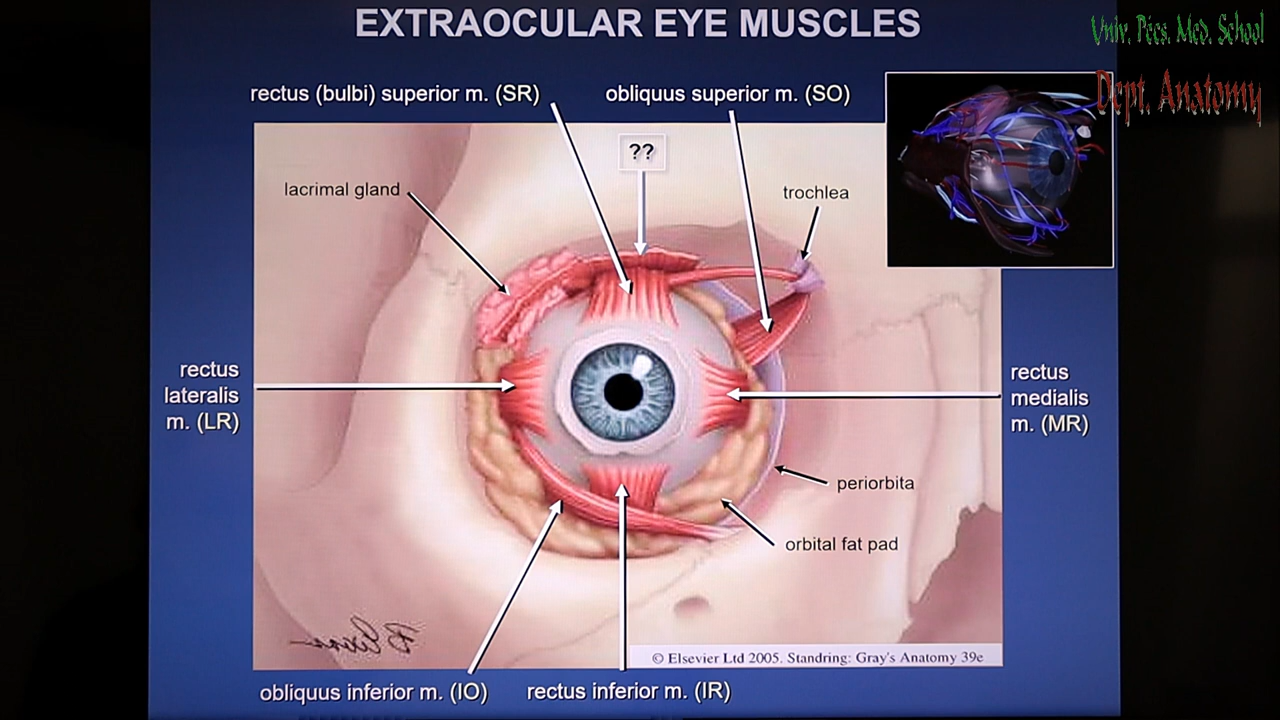 EXTRAOCULAR EYE MUSCLES
Univ. Pécs. Med. School
Dept. Anatomy
rectus (bulbi) superior m. (SR)
obliquus superior m. (SO)
??
lacrimal gland
trochlea
rectus
lateralis
m. (LR)
rectus
medialis
m. (MR)
periorbita
orbital fat pad
© Elsevier Ltd 2005. Standring: Gray's Anatomy 39e
obliquus inferior m. (IO)
rectus inferior m. (IR)